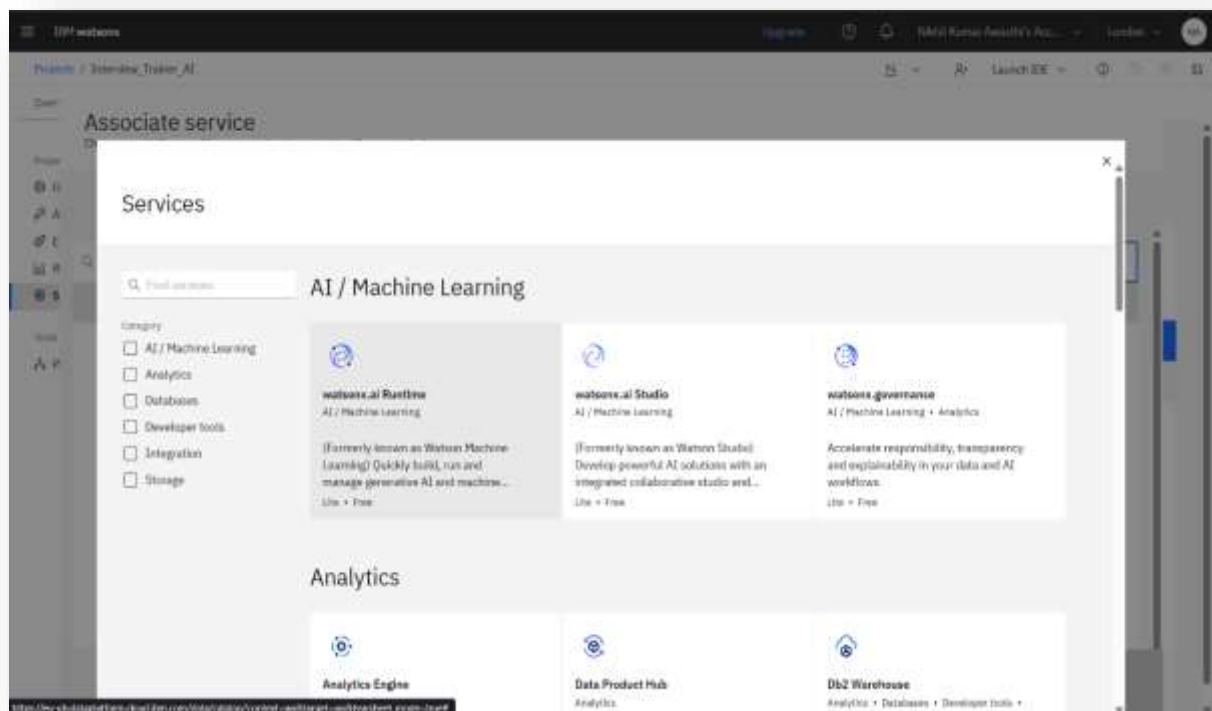 IBM watsonx
Upgrade
London
Projects / Interview_Trainer_AI
Launch IDE
Associate service
Services
Find services
AI / Machine Learning
Category
AI / Machine Learning
Analytics
Databases
Developer tools
Integration
Storage
watsonx.ai Runtime
AI / Machine Learning
(Formerly known as Watson Machine
Learning) Quickly build, run and
manage generative AI and machine...
Lite • Free
watsonx.ai Studio
AI / Machine Learning
(Formerly known as Watson Studio)
Develop powerful AI solutions with an
integrated collaborative studio and...
Lite • Free
watsonx.governance
AI / Machine Learning • Analytics
Accelerate responsibility, transparency
and explainability in your data and AI
workflows.
Lite • Free
Analytics
Analytics Engine
Data Product Hub
Analytics
Db2 Warehouse
Analytics • Databases • Developer tools •